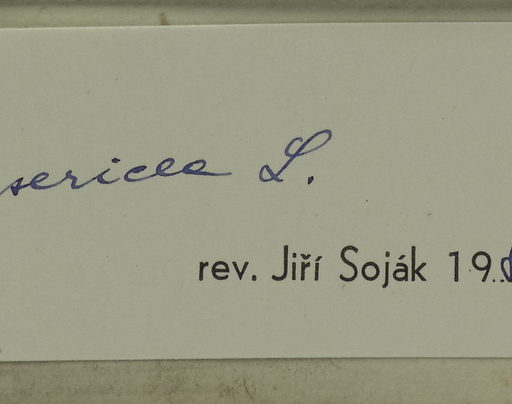 sericea L.
rev. Jiří Soják 19..